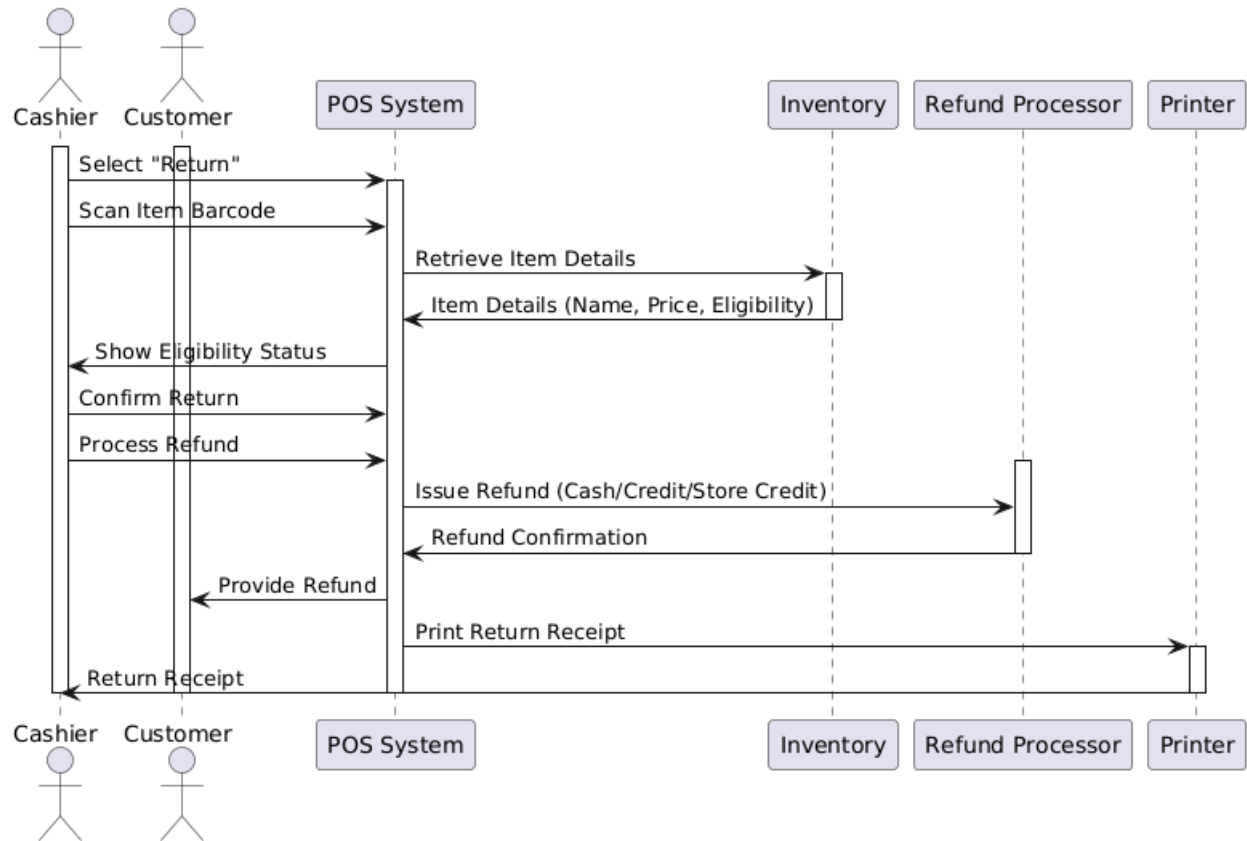 Cashier
Customer
POS System
Inventory
Refund Processor
Printer
Select "Return"
Scan Item Barcode
Retrieve Item Details
Item Details (Name, Price, Eligibility)
Show Eligibility Status
Confirm Return
Process Refund
Issue Refund (Cash/Credit/Store Credit)
Refund Confirmation
Provide Refund
Print Return Receipt
Return Receipt
Cashier
Customer
POS System
Inventory
Refund Processor
Printer